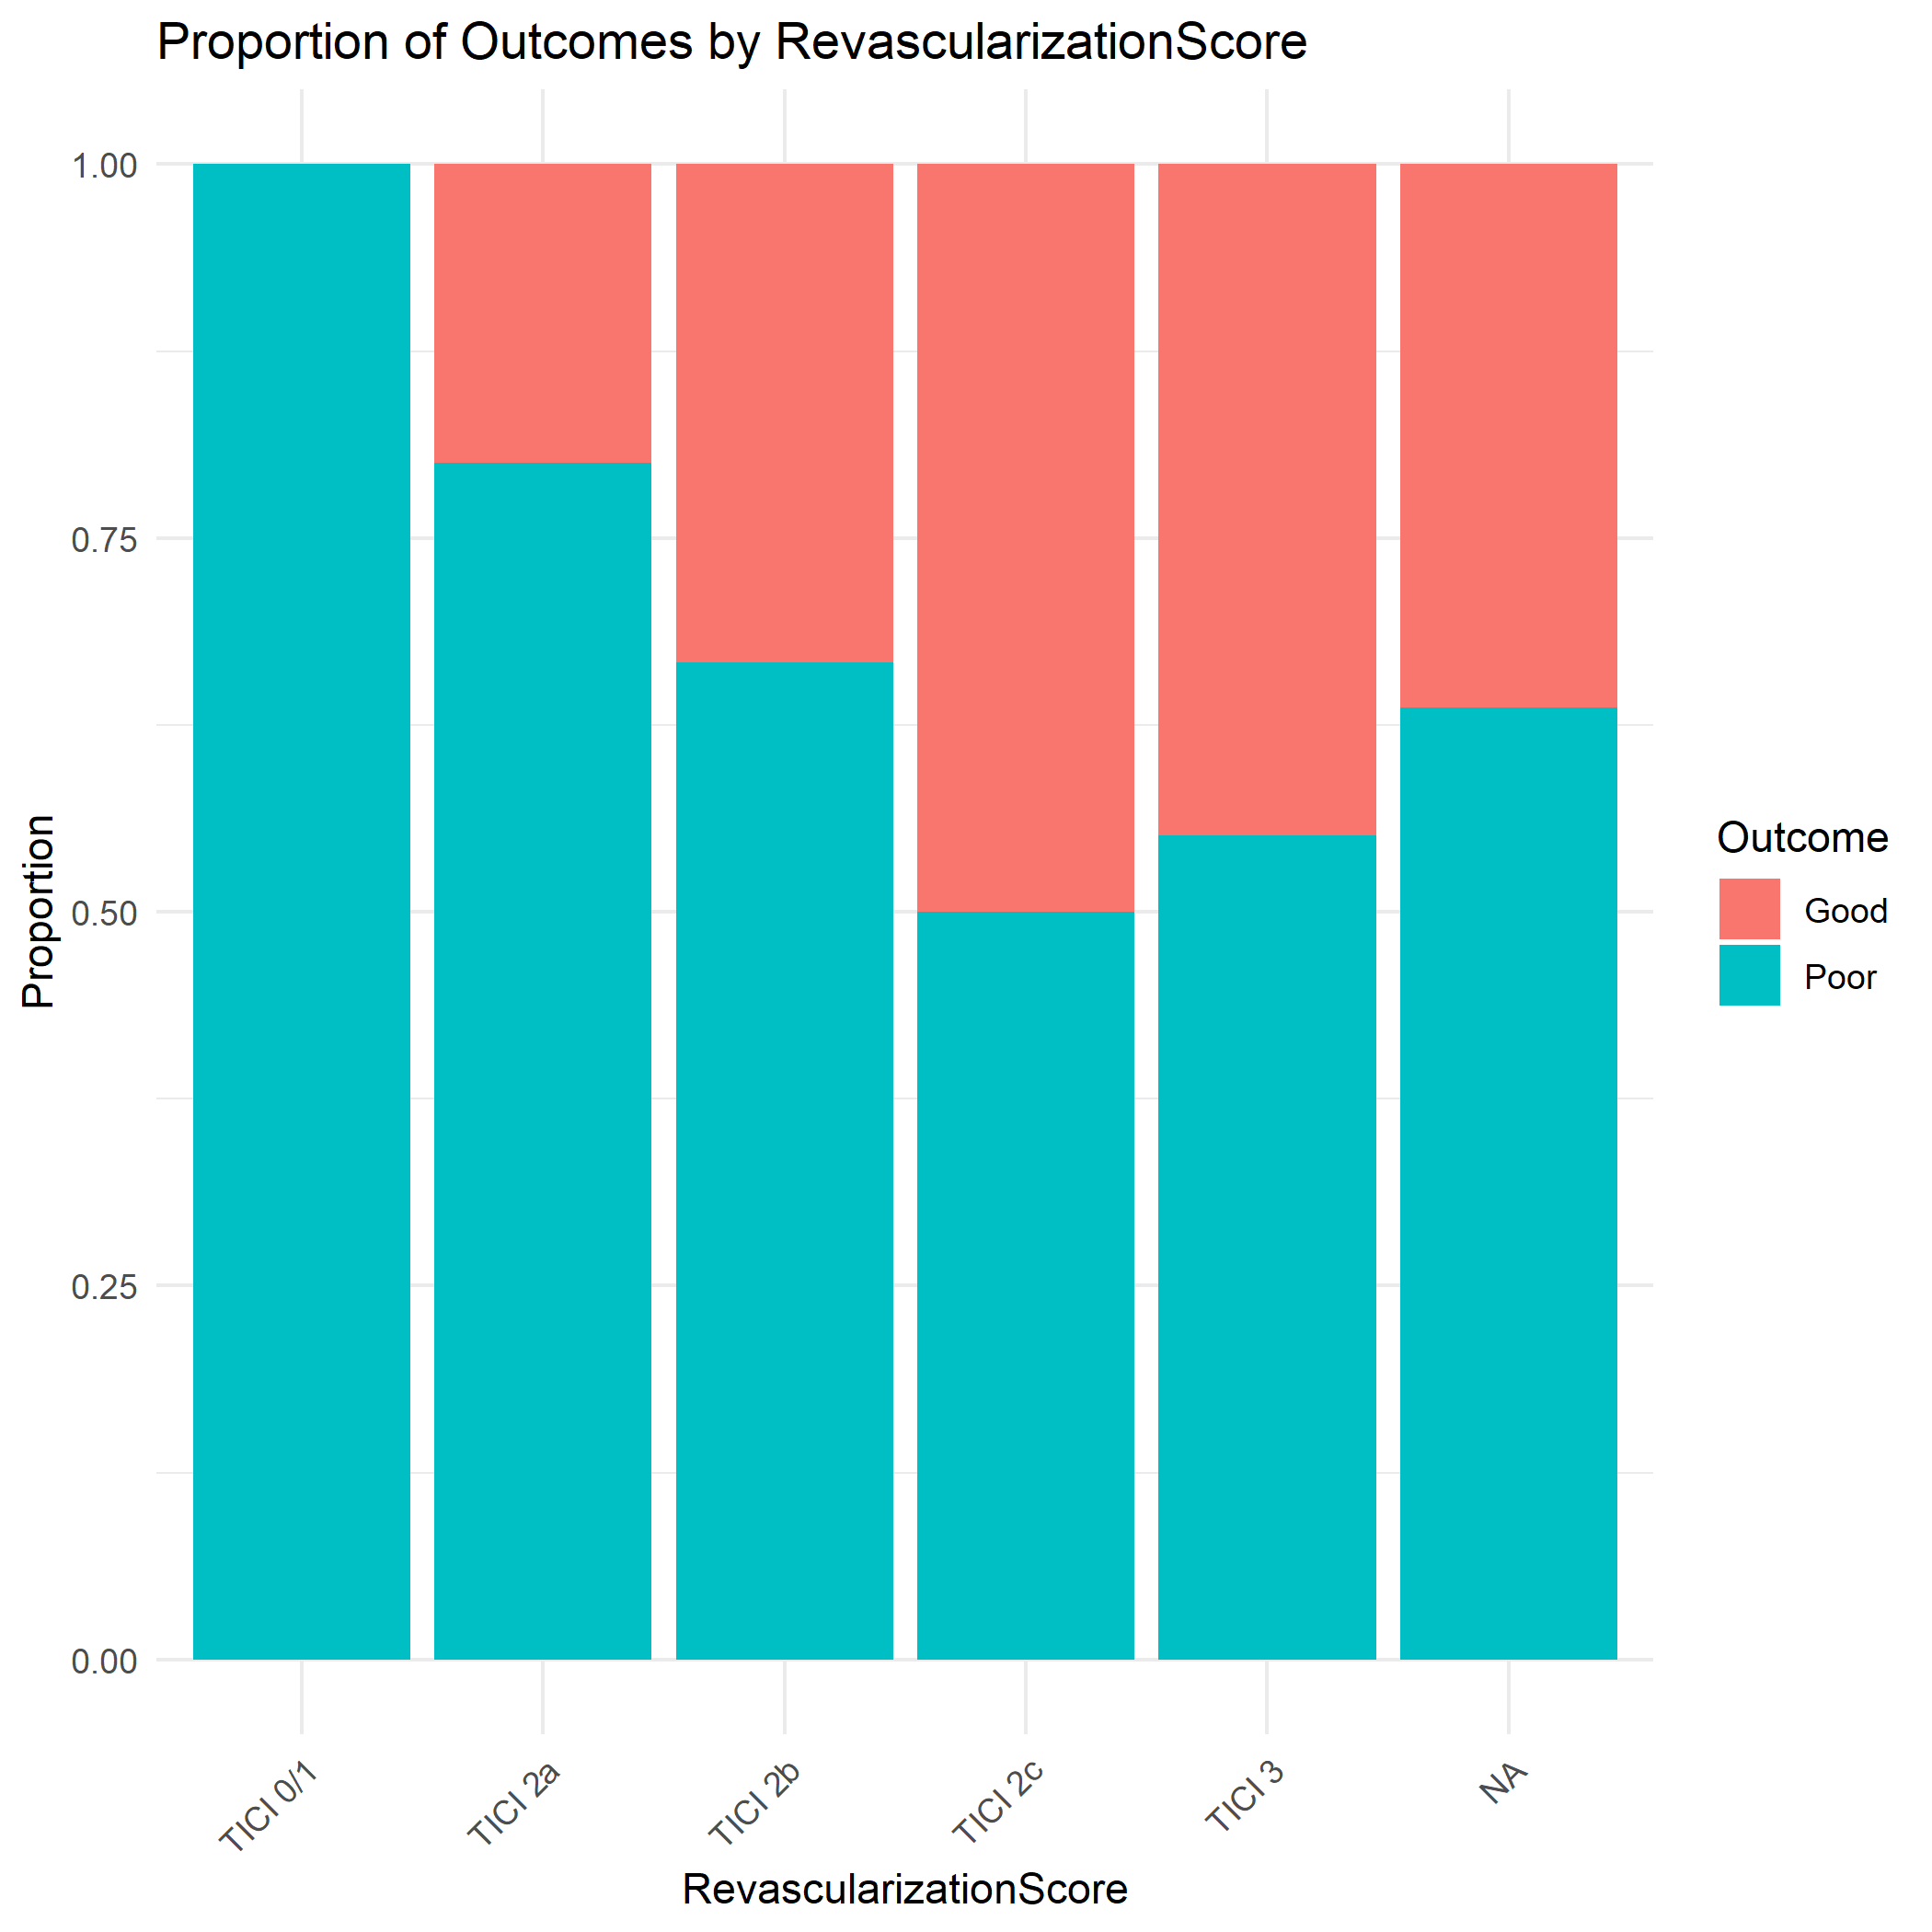 Proportion of Outcomes by RevascularizationScore
1.00
0.75
0.50
0.25
0.00
Proportion
TICI 0/1
TICI 2a
TICI 2b
TICI 2c
TICI 3
NA
RevascularizationScore
Outcome
Good
Poor